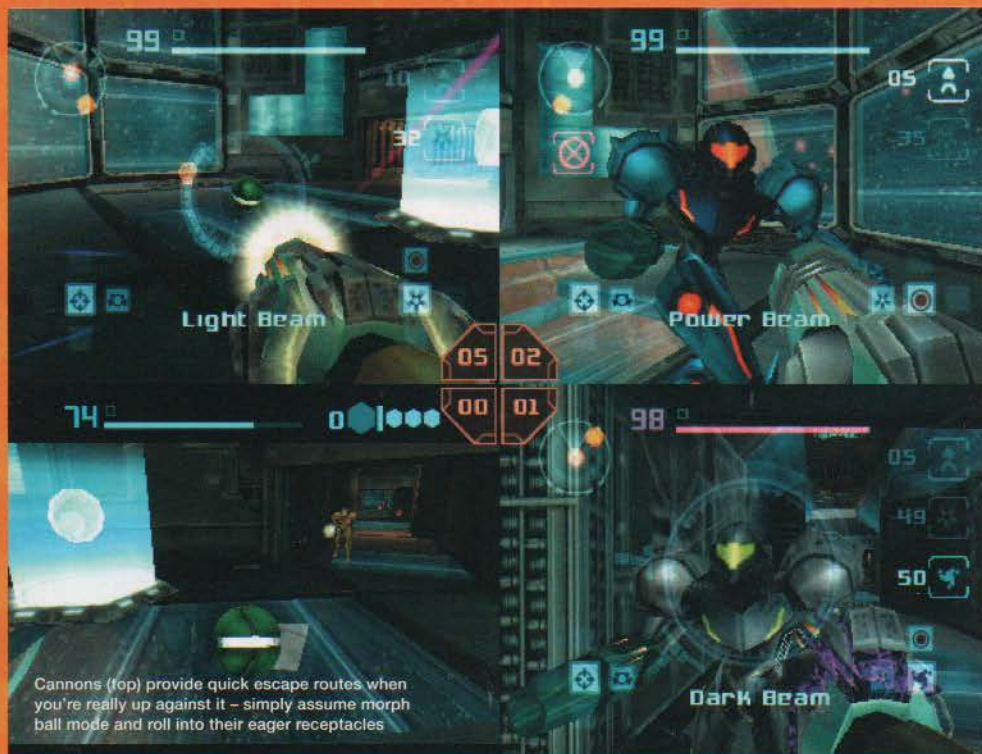 99
10
32
Light Beam
99
05
35
Power Beam
05 02
00 01
74
0
Cannons (top) provide quick escape routes when
you're really up against it – simply assume morph
ball mode and roll into their eager receptacles
98
05
49
50
Dark Beam